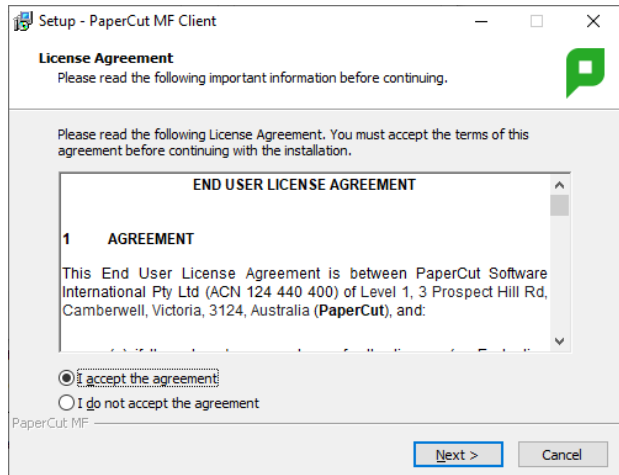 Setup - PaperCut MF Client
License Agreement
Please read the following important information before continuing.
Please read the following License Agreement. You must accept the terms of this
agreement before continuing with the installation.
END USER LICENSE AGREEMENT
1 AGREEMENT
This End User License Agreement is between PaperCut Software
International Pty Ltd (ACN 124 440 400) of Level 1, 3 Prospect Hill Rd,
Camberwell, Victoria, 3124, Australia (PaperCut), and:
I accept the agreement
I do not accept the agreement
PaperCut MF
Next >
Cancel